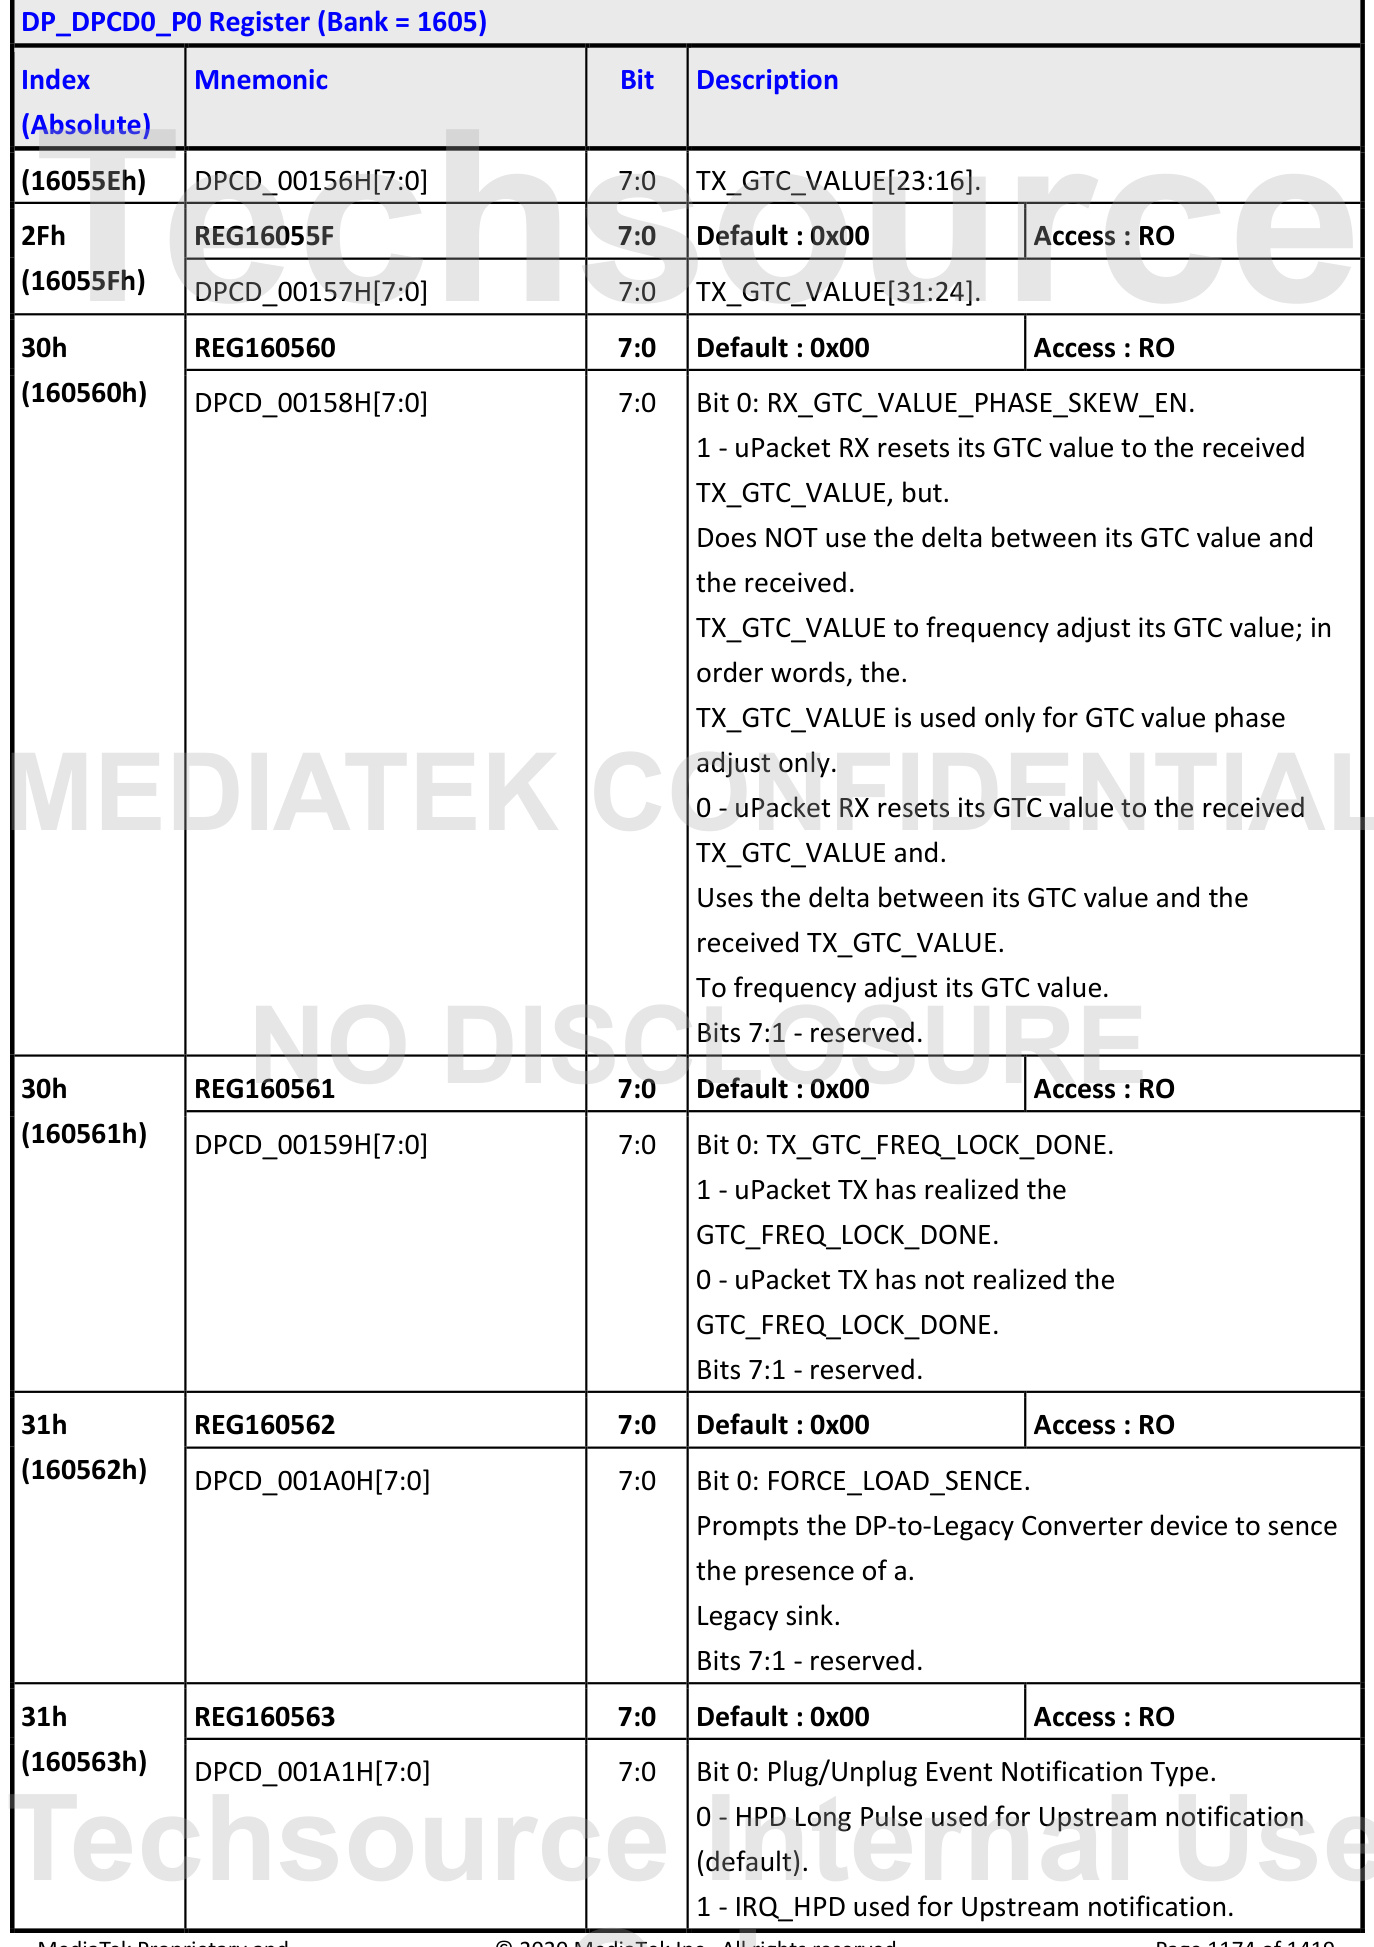 DP_DPCD0_P0 Register (Bank = 1605)
Index (Absolute) Mnemonic Bit Description
(16055Eh) DPCD_00156H[7:0] 7:0 TX_GTC_VALUE[23:16].
2Fh REG16055F 7:0 Default : 0x00 Access : RO
(16055Fh) DPCD_00157H[7:0] 7:0 TX_GTC_VALUE[31:24].
30h REG160560 7:0 Default : 0x00 Access : RO
(160560h) DPCD_00158H[7:0] 7:0 Bit 0: RX_GTC_VALUE_PHASE_SKEW_EN.
1 - uPacket RX resets its GTC value to the received
TX_GTC_VALUE, but.
Does NOT use the delta between its GTC value and
the received.
TX_GTC_VALUE to frequency adjust its GTC value; in
order words, the.
TX_GTC_VALUE is used only for GTC value phase
adjust only.
0 - uPacket RX resets its GTC value to the received
TX_GTC_VALUE and.
Uses the delta between its GTC value and the
received TX_GTC_VALUE.
To frequency adjust its GTC value.
Bits 7:1 - reserved.
30h REG160561 7:0 Default : 0x00 Access : RO
(160561h) DPCD_00159H[7:0] 7:0 Bit 0: TX_GTC_FREQ_LOCK_DONE.
1 - uPacket TX has realized the
GTC_FREQ_LOCK_DONE.
0 - uPacket TX has not realized the
GTC_FREQ_LOCK_DONE.
Bits 7:1 - reserved.
31h REG160562 7:0 Default : 0x00 Access : RO
(160562h) DPCD_001A0H[7:0] 7:0 Bit 0: FORCE_LOAD_SENCE.
Prompts the DP-to-Legacy Converter device to sence
the presence of a.
Legacy sink.
Bits 7:1 - reserved.
31h REG160563 7:0 Default : 0x00 Access : RO
(160563h) DPCD_001A1H[7:0] 7:0 Bit 0: Plug/Unplug Event Notification Type.
0 - HPD Long Pulse used for Upstream notification
(default).
1 - IRQ_HPD used for Upstream notification.
Techsource
MEDIATEK CONFIDENTIAL
NO DISCLOSURE
Techsource Internal Use
MediaTek Proprietary and © 2020 MediaTek Inc. All rights reserved. Page 1174 of 1410